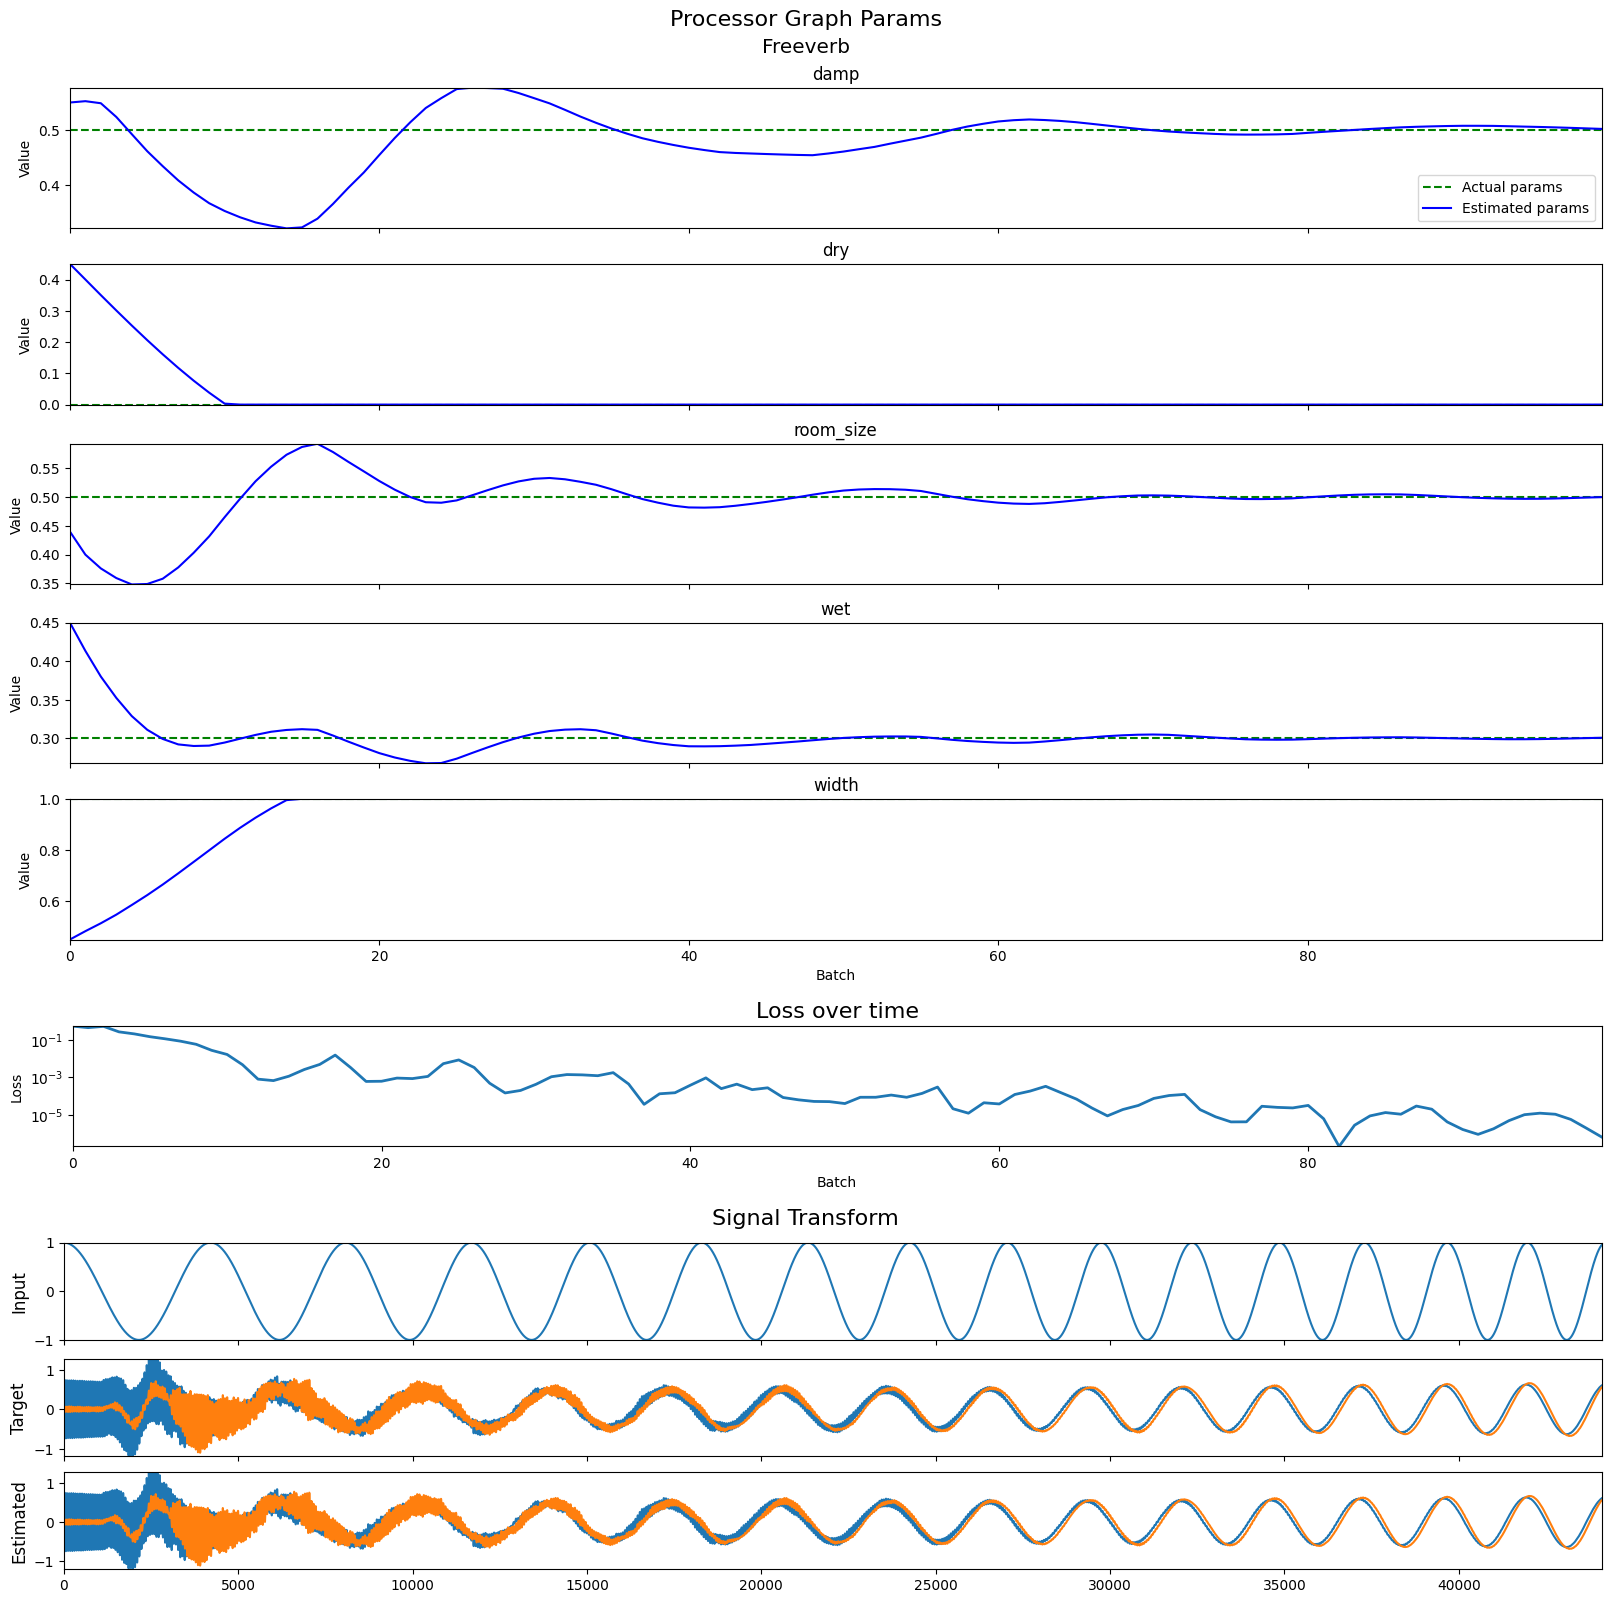 Processor Graph Params
Freeverb
damp
Value
0.5
0.4
Actual params
Estimated params
dry
Value
0.4
0.3
0.2
0.1
0.0
room_size
Value
0.55
0.50
0.45
0.40
0.35
wet
Value
0.45
0.40
0.35
0.30
width
Value
1.0
0.8
0.6
0 20 40 60 80
Batch
Loss over time
Loss
10⁻¹
10⁻³
10⁻⁵
0 20 40 60 80
Batch
Signal Transform
Input
1
0
−1
Target
1
0
−1
Estimated
1
0
−1
0 5000 10000 15000 20000 25000 30000 35000 40000